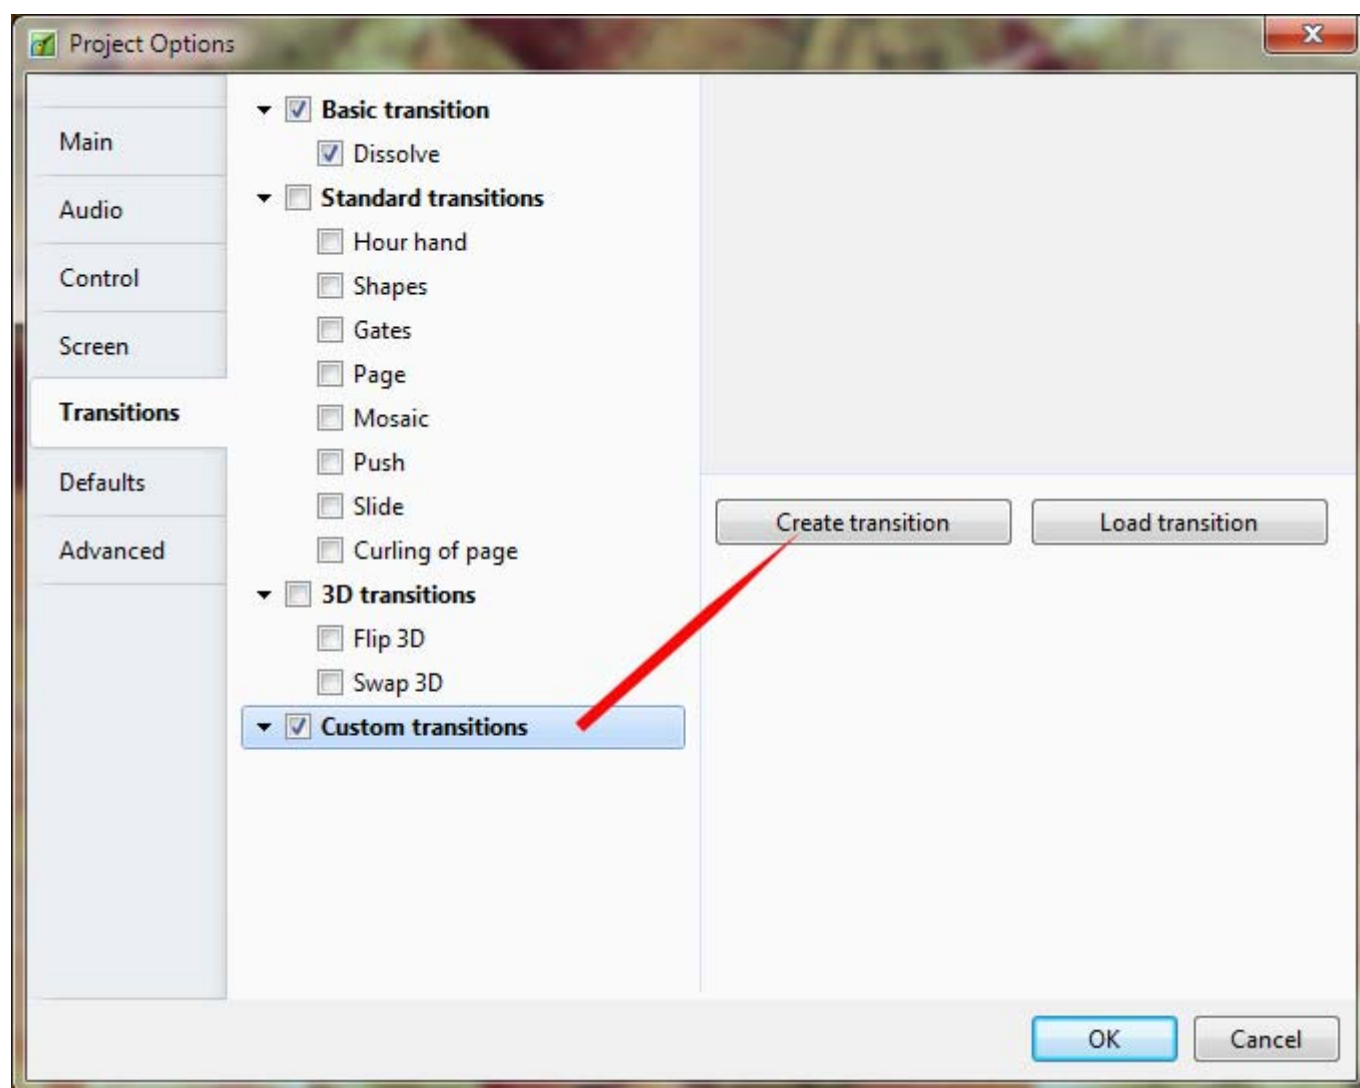 Project Options
Main
Audio
Control
Screen
Transitions
Defaults
Advanced
Basic transition
Dissolve
Standard transitions
Hour hand
Shapes
Gates
Page
Mosaic
Push
Slide
Curling of page
3D transitions
Flip 3D
Swap 3D
Custom transitions
Create transition
Load transition
OK
Cancel